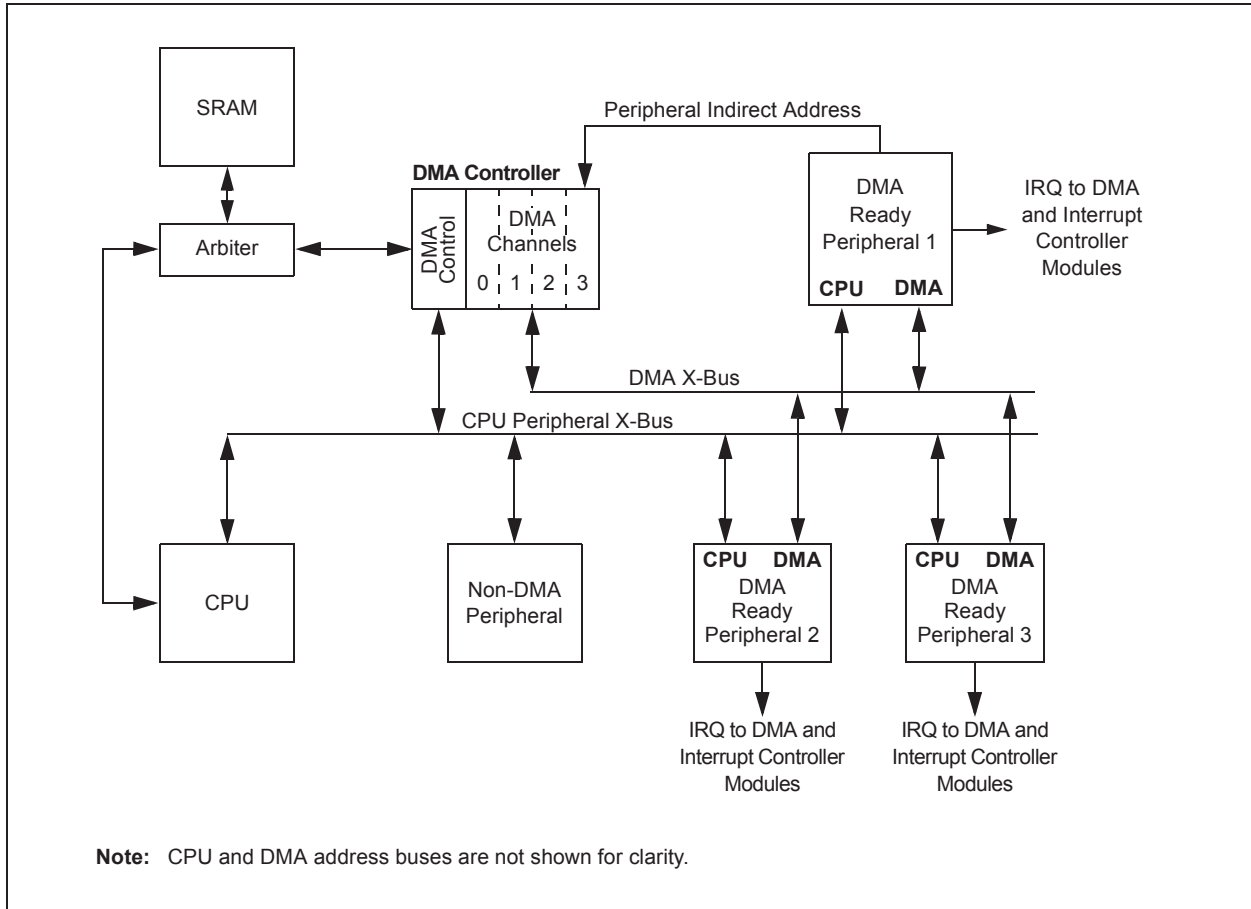 SRAM
Peripheral Indirect Address
DMA Controller
DMA
Ready
Peripheral 1
CPU DMA
IRQ to DMA
and Interrupt
Controller
Modules
Arbiter
DMA
Control
DMA
Channels
0 1 2 3
DMA X-Bus
CPU Peripheral X-Bus
CPU
Non-DMA
Peripheral
CPU DMA
DMA
Ready
Peripheral 2
CPU DMA
DMA
Ready
Peripheral 3
IRQ to DMA and
Interrupt Controller
Modules
IRQ to DMA and
Interrupt Controller
Modules
Note: CPU and DMA address buses are not shown for clarity.